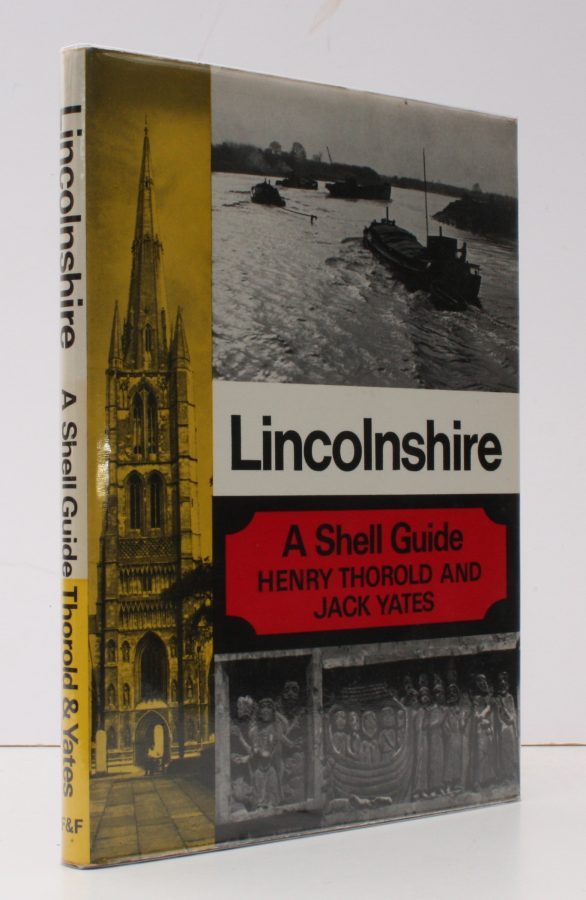 Lincolnshire
A Shell Guide
HENRY THOROLD AND
JACK YATES
Lincolnshire A Shell Guide Thorold & Yates F&F